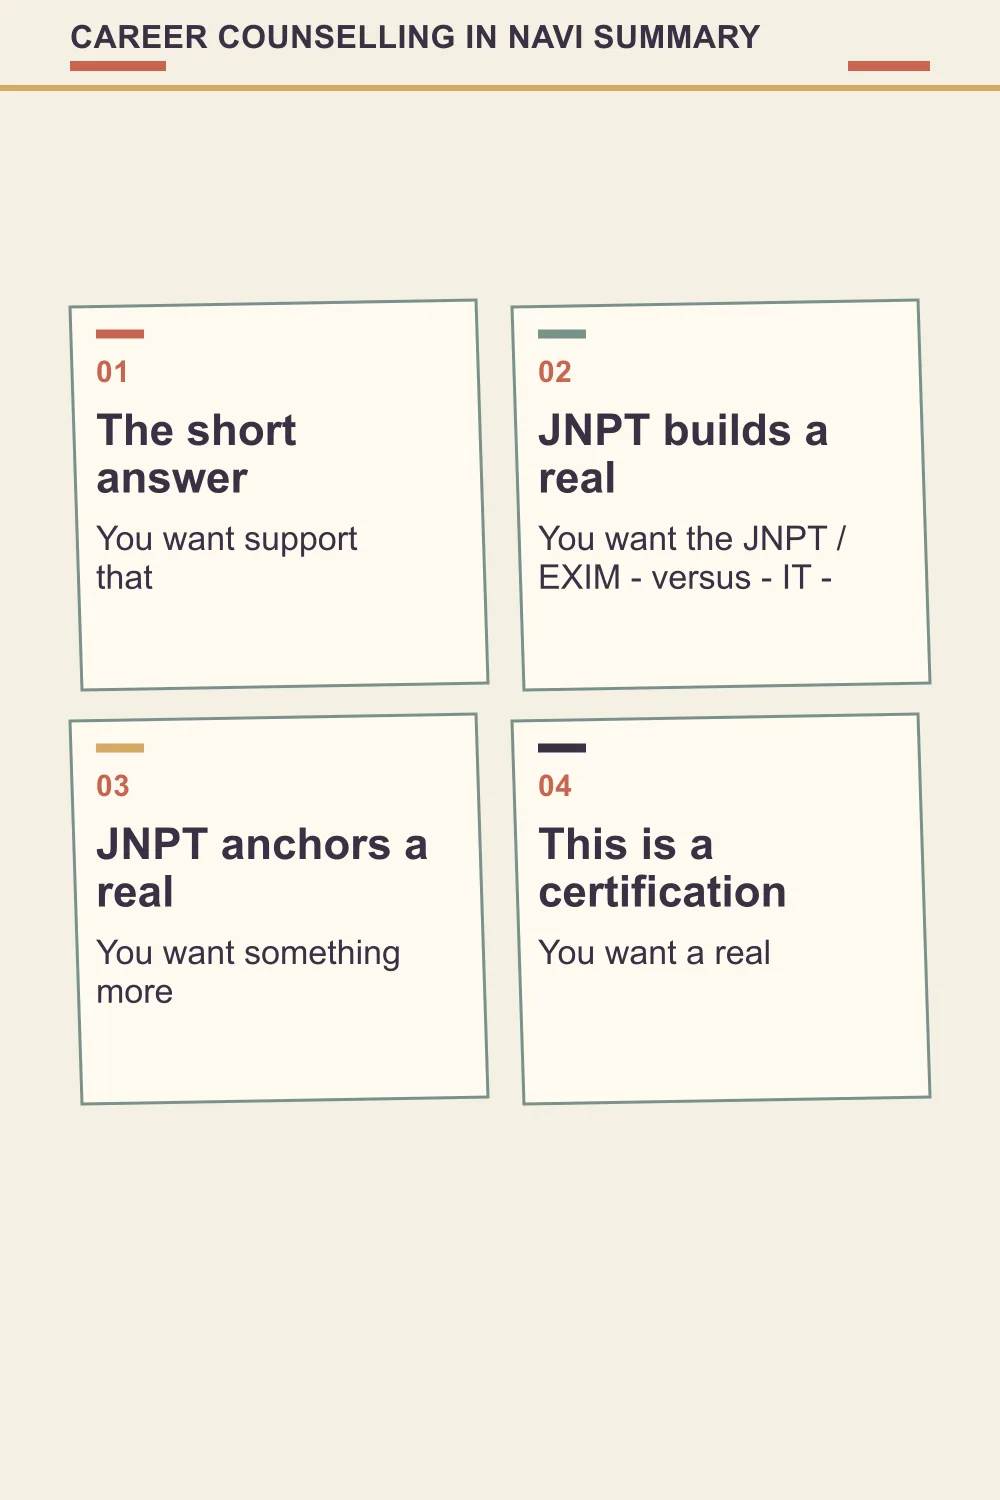 CAREER COUNSELLING IN NAVI SUMMARY
01
The short
answer
You want support
that
02
JNPT builds a
real
You want the JNPT /
EXIM - versus - IT -
03
JNPT anchors a
real
You want something
more
04
This is a
certification
You want a real